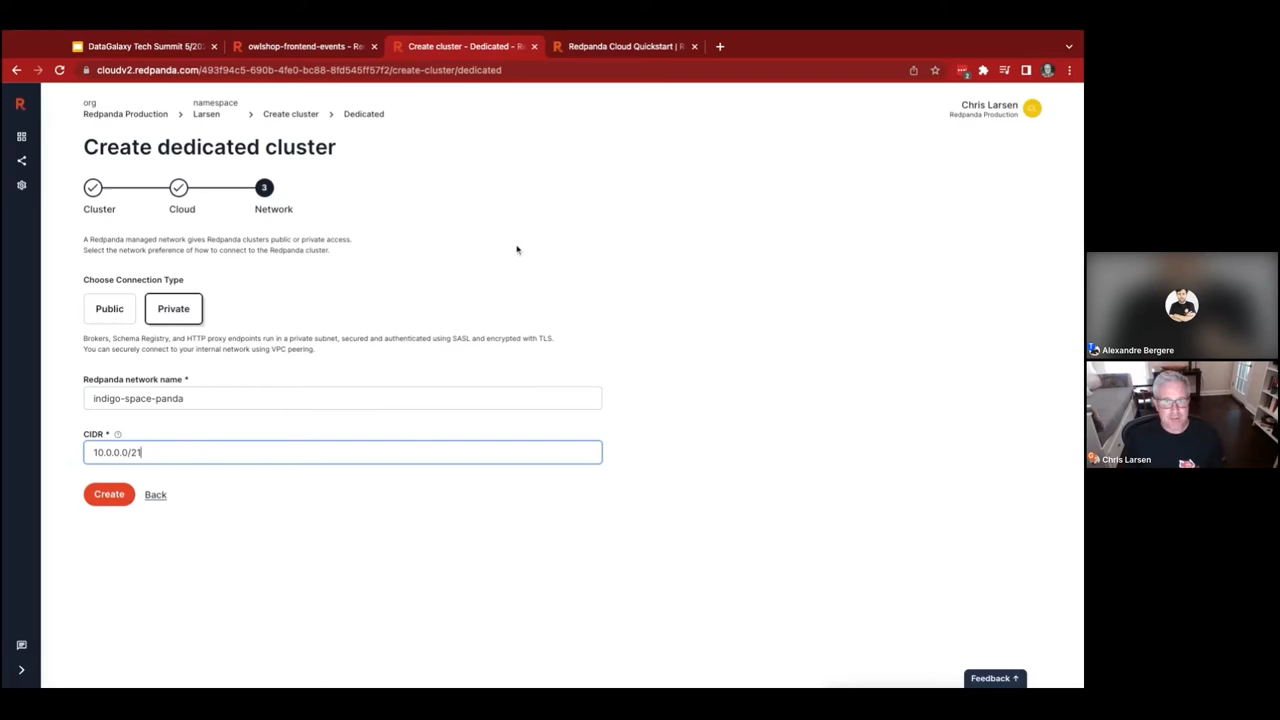 DataGalaxy Tech Summit 5/202
owlshop-frontend-events - Re
Create cluster - Dedicated - Re
Redpanda Cloud Quickstart | R
cloudv2.redpanda.com/493f94c5-690b-4fe0-bc88-8fd545ff57f2/create-cluster/dedicated
2
R
org
namespace
Redpanda Production
Larsen
Create cluster
Dedicated
Chris Larsen
Redpanda Production
CL
Create dedicated cluster
3
Cluster
Cloud
Network
A Redpanda managed network gives Redpanda clusters public or private access.
Select the network preference of how to connect to the Redpanda cluster.
Choose Connection Type
Public
Private
Brokers, Schema Registry, and HTTP proxy endpoints run in a private subnet, secured and authenticated using SASL and encrypted with TLS.
You can securely connect to your internal network using VPC peering.
Redpanda network name *
indigo-space-panda
CIDR *
10.0.0.0/21
Create
Back
Alexandre Bergere
Chris Larsen
Feedback ↑